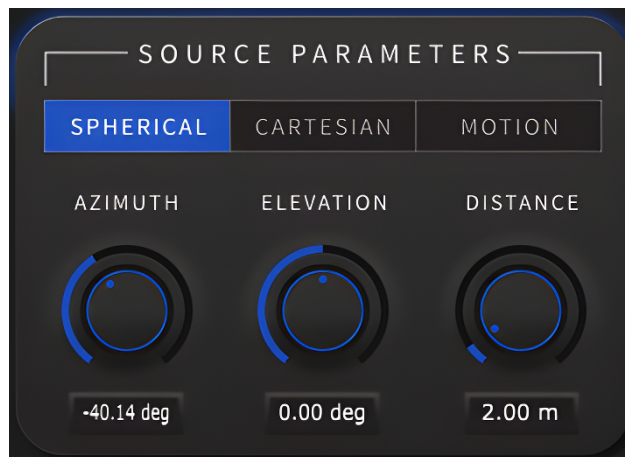 SOURCE PARAMETERS
SPHERICAL CARTESIAN MOTION
AZIMUTH ELEVATION DISTANCE
-40.14 deg 0.00 deg 2.00 m